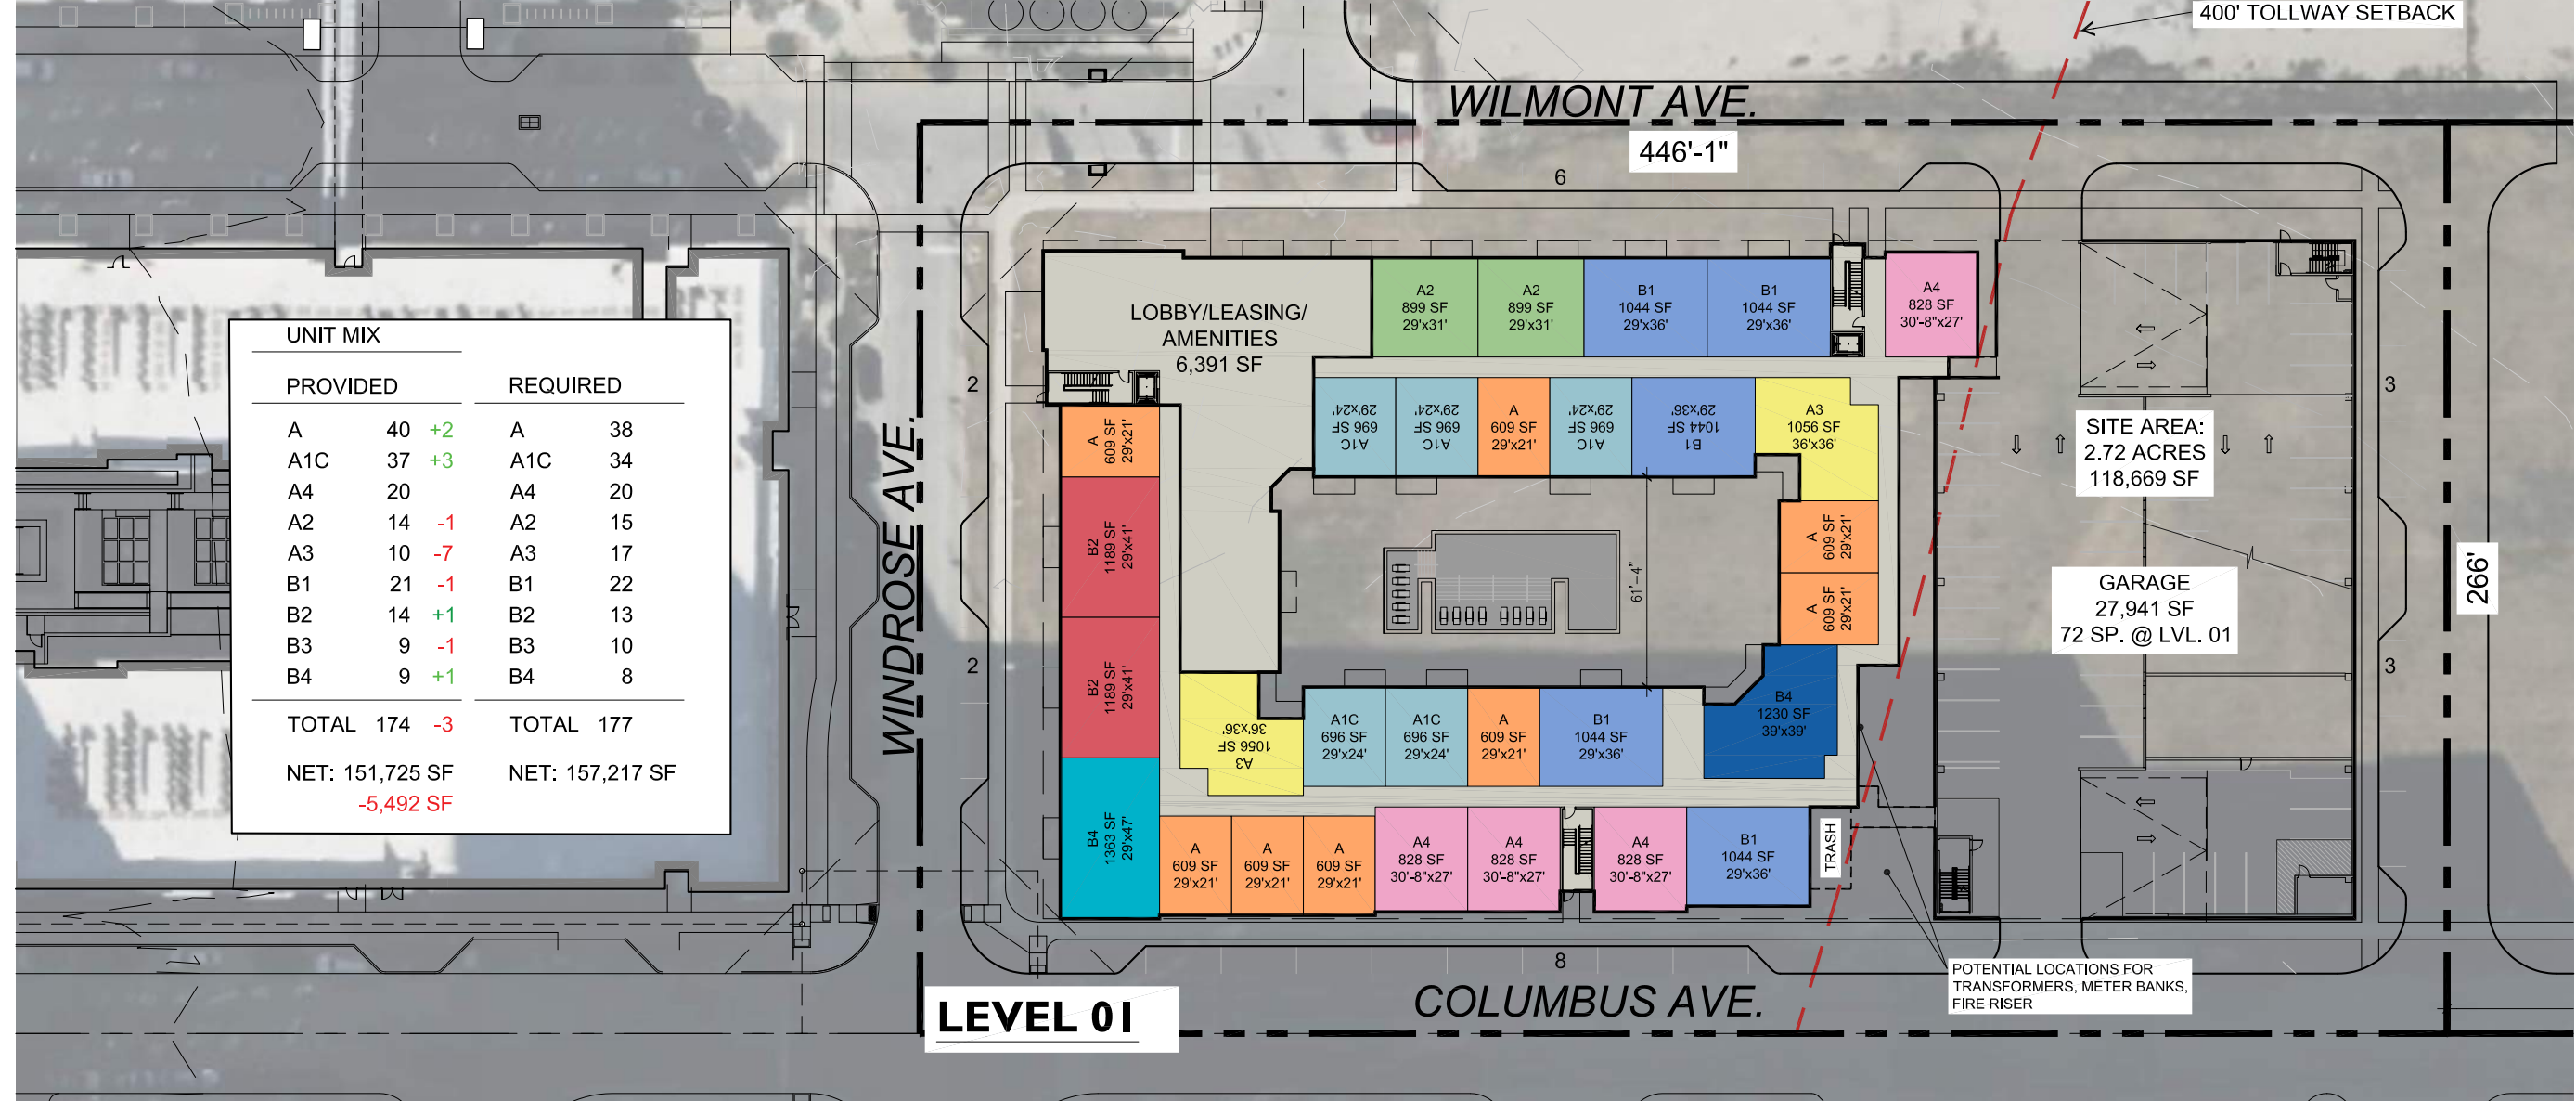 400' TOLLWAY SETBACK
WILMONT AVE.
446'-1"
6
UNIT MIX
PROVIDED REQUIRED
A 40 +2 A 38
A1C 37 +3 A1C 34
A4 20 A4 20
A2 14 -1 A2 15
A3 10 -7 A3 17
B1 21 -1 B1 22
B2 14 +1 B2 13
B3 9 -1 B3 10
B4 9 +1 B4 8
TOTAL 174 -3 TOTAL 177
NET: 151,725 SF NET: 157,217 SF
-5,492 SF
WINDROSE AVE.
2
2
LOBBY/LEASING/
AMENITIES
6,391 SF
A2
899 SF
29'x31'
A2
899 SF
29'x31'
B1
1044 SF
29'x36'
B1
1044 SF
29'x36'
A4
828 SF
30'-8"x27'
A1C
696 SF
29'x24'
A1C
696 SF
29'x24'
A
609 SF
29'x21'
A1C
696 SF
29'x24'
B1
1044 SF
29'x36'
A3
1056 SF
36'x36'
A
609 SF
29'x21'
B2
1189 SF
29'x41'
B2
1189 SF
29'x41'
B4
1363 SF
29'x47'
A
609 SF
29'x21'
A
609 SF
29'x21'
61'-4"
B4
1230 SF
39'x39'
A3
1056 SF
36'x36'
A1C
696 SF
29'x24'
A1C
696 SF
29'x24'
A
609 SF
29'x21'
B1
1044 SF
29'x36'
A
609 SF
29'x21'
A
609 SF
29'x21'
A
609 SF
29'x21'
A4
828 SF
30'-8"x27'
A4
828 SF
30'-8"x27'
A4
828 SF
30'-8"x27'
B1
1044 SF
29'x36'
TRASH
SITE AREA:
2.72 ACRES
118,669 SF
GARAGE
27,941 SF
72 SP. @ LVL. 01
3
3
266'
8
POTENTIAL LOCATIONS FOR
TRANSFORMERS, METER BANKS,
FIRE RISER
COLUMBUS AVE.
LEVEL 01